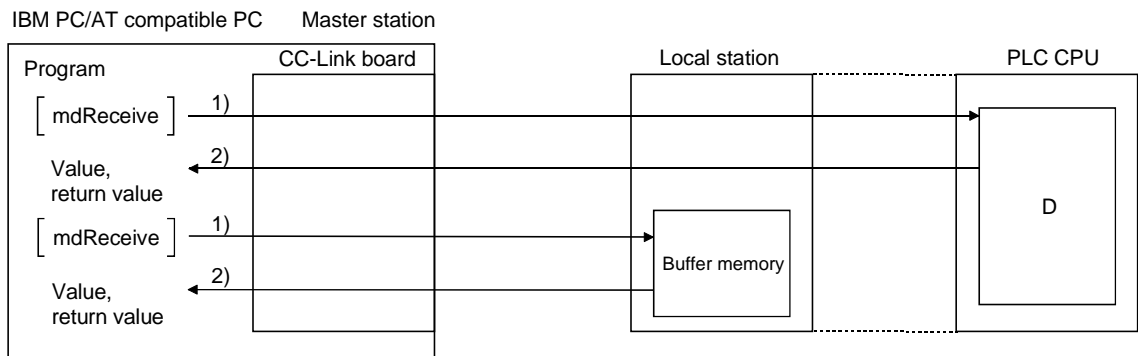 IBM PC/AT compatible PC
Master station
Program
CC-Link board
Local station
PLC CPU
[ mdReceive ]
1)
Value,
return value
2)
D
[ mdReceive ]
1)
Buffer memory
Value,
return value
2)